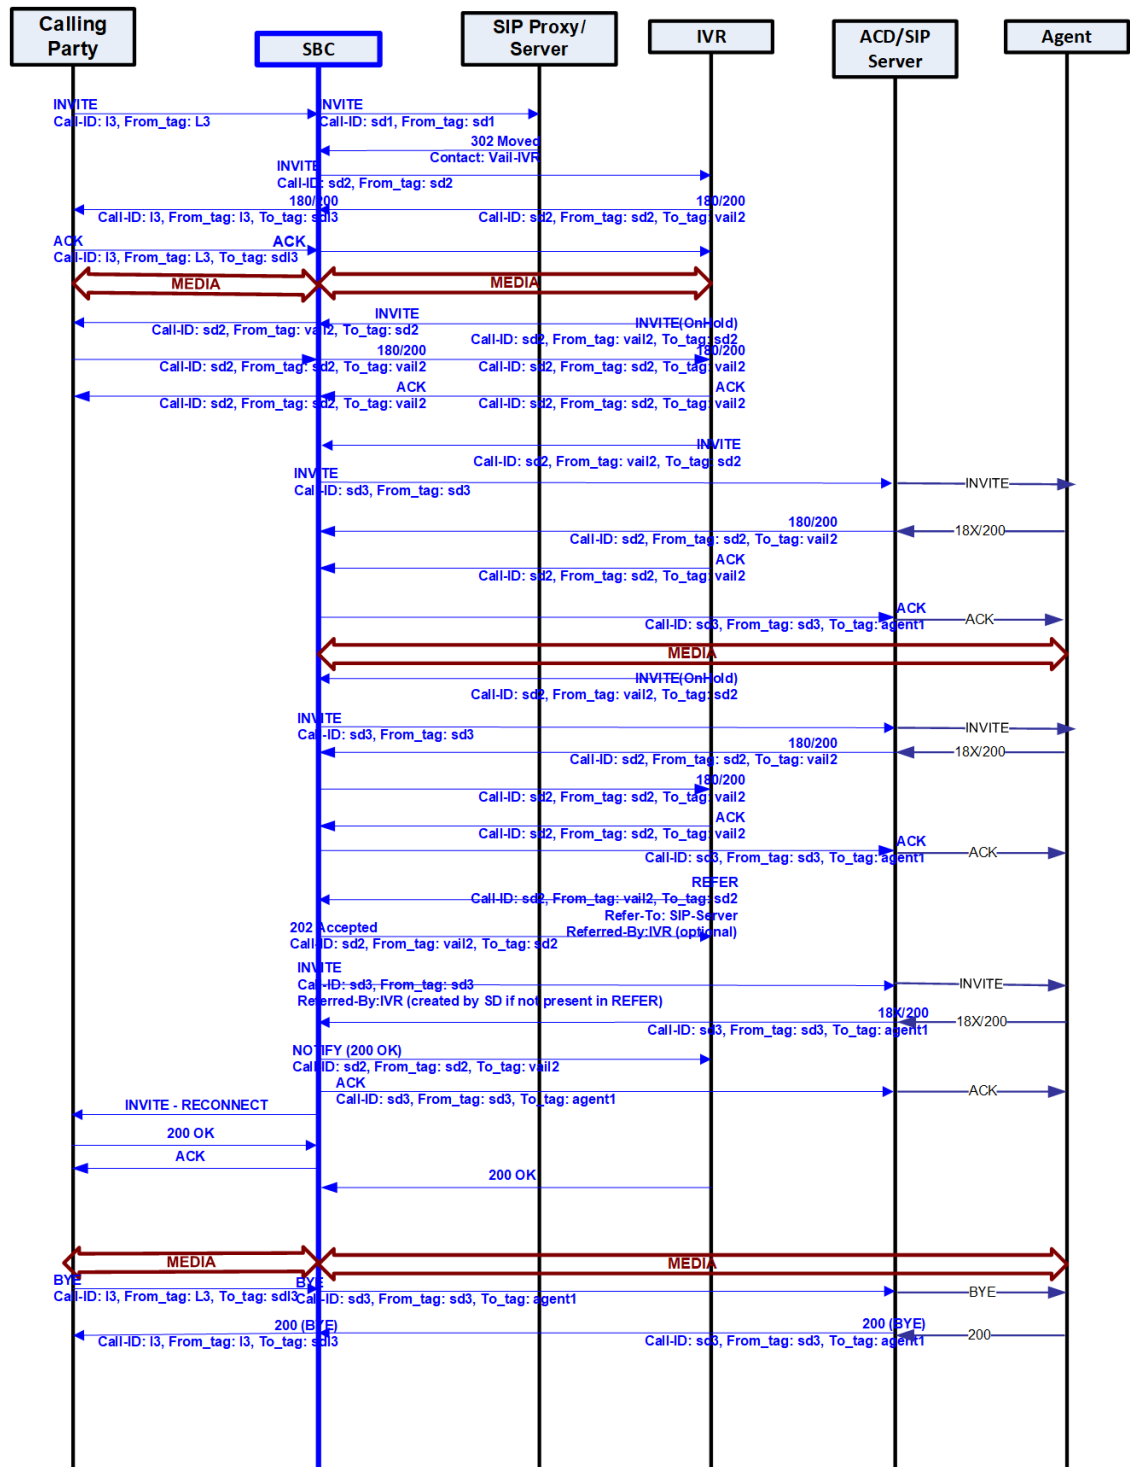 Calling
Party
SBC
SIP Proxy/
Server
IVR
ACD/SIP
Server
Agent
INVITE
Call-ID: l3, From_tag: L3
INVITE
Call-ID: sd1, From_tag: sd1
302 Moved
Contact: Vail-IVR
INVITE
Call-ID: sd2, From_tag: sd2
180/200
Call-ID: l3, From_tag: l3, To_tag: sdl3
180/200
Call-ID: sd2, From_tag: sd2, To_tag: vail2
ACK
Call-ID: l3, From_tag: L3, To_tag: sdl3
ACK
MEDIA
MEDIA
INVITE
Call-ID: sd2, From_tag: vail2, To_tag: sd2
INVITE(OnHold)
Call-ID: sd2, From_tag: vail2, To_tag: sd2
180/200
Call-ID: sd2, From_tag: sd2, To_tag: vail2
180/200
Call-ID: sd2, From_tag: sd2, To_tag: vail2
ACK
Call-ID: sd2, From_tag: sd2, To_tag: vail2
ACK
Call-ID: sd2, From_tag: sd2, To_tag: vail2
INVITE
Call-ID: sd2, From_tag: vail2, To_tag: sd2
INVITE
Call-ID: sd3, From_tag: sd3
INVITE
180/200
Call-ID: sd2, From_tag: sd2, To_tag: vail2
18X/200
ACK
Call-ID: sd2, From_tag: sd2, To_tag: vail2
ACK
Call-ID: sd3, From_tag: sd3, To_tag: agent1
ACK
MEDIA
INVITE(OnHold)
Call-ID: sd2, From_tag: vail2, To_tag: sd2
INVITE
Call-ID: sd3, From_tag: sd3
INVITE
180/200
Call-ID: sd2, From_tag: sd2, To_tag: vail2
18X/200
180/200
Call-ID: sd2, From_tag: sd2, To_tag: vail2
ACK
Call-ID: sd2, From_tag: sd2, To_tag: vail2
ACK
Call-ID: sd3, From_tag: sd3, To_tag: agent1
ACK
REFER
Call-ID: sd2, From_tag: vail2, To_tag: sd2
Refer-To: SIP-Server
Referred-By:IVR (optional)
202 Accepted
Call-ID: sd2, From_tag: vail2, To_tag: sd2
INVITE
Call-ID: sd3, From_tag: sd3
Referred-By:IVR (created by SD if not present in REFER)
INVITE
18X/200
Call-ID: sd3, From_tag: sd3, To_tag: agent1
18X/200
NOTIFY (200 OK)
Call-ID: sd2, From_tag: sd2, To_tag: vail2
ACK
Call-ID: sd3, From_tag: sd3, To_tag: agent1
ACK
INVITE - RECONNECT
200 OK
ACK
200 OK
MEDIA
MEDIA
BYE
Call-ID: l3, From_tag: L3, To_tag: sdl3
BYE
Call-ID: sd3, From_tag: sd3, To_tag: agent1
BYE
200 (BYE)
Call-ID: l3, From_tag: l3, To_tag: sdl3
200 (BYE)
Call-ID: sd3, From_tag: sd3, To_tag: agent1
200